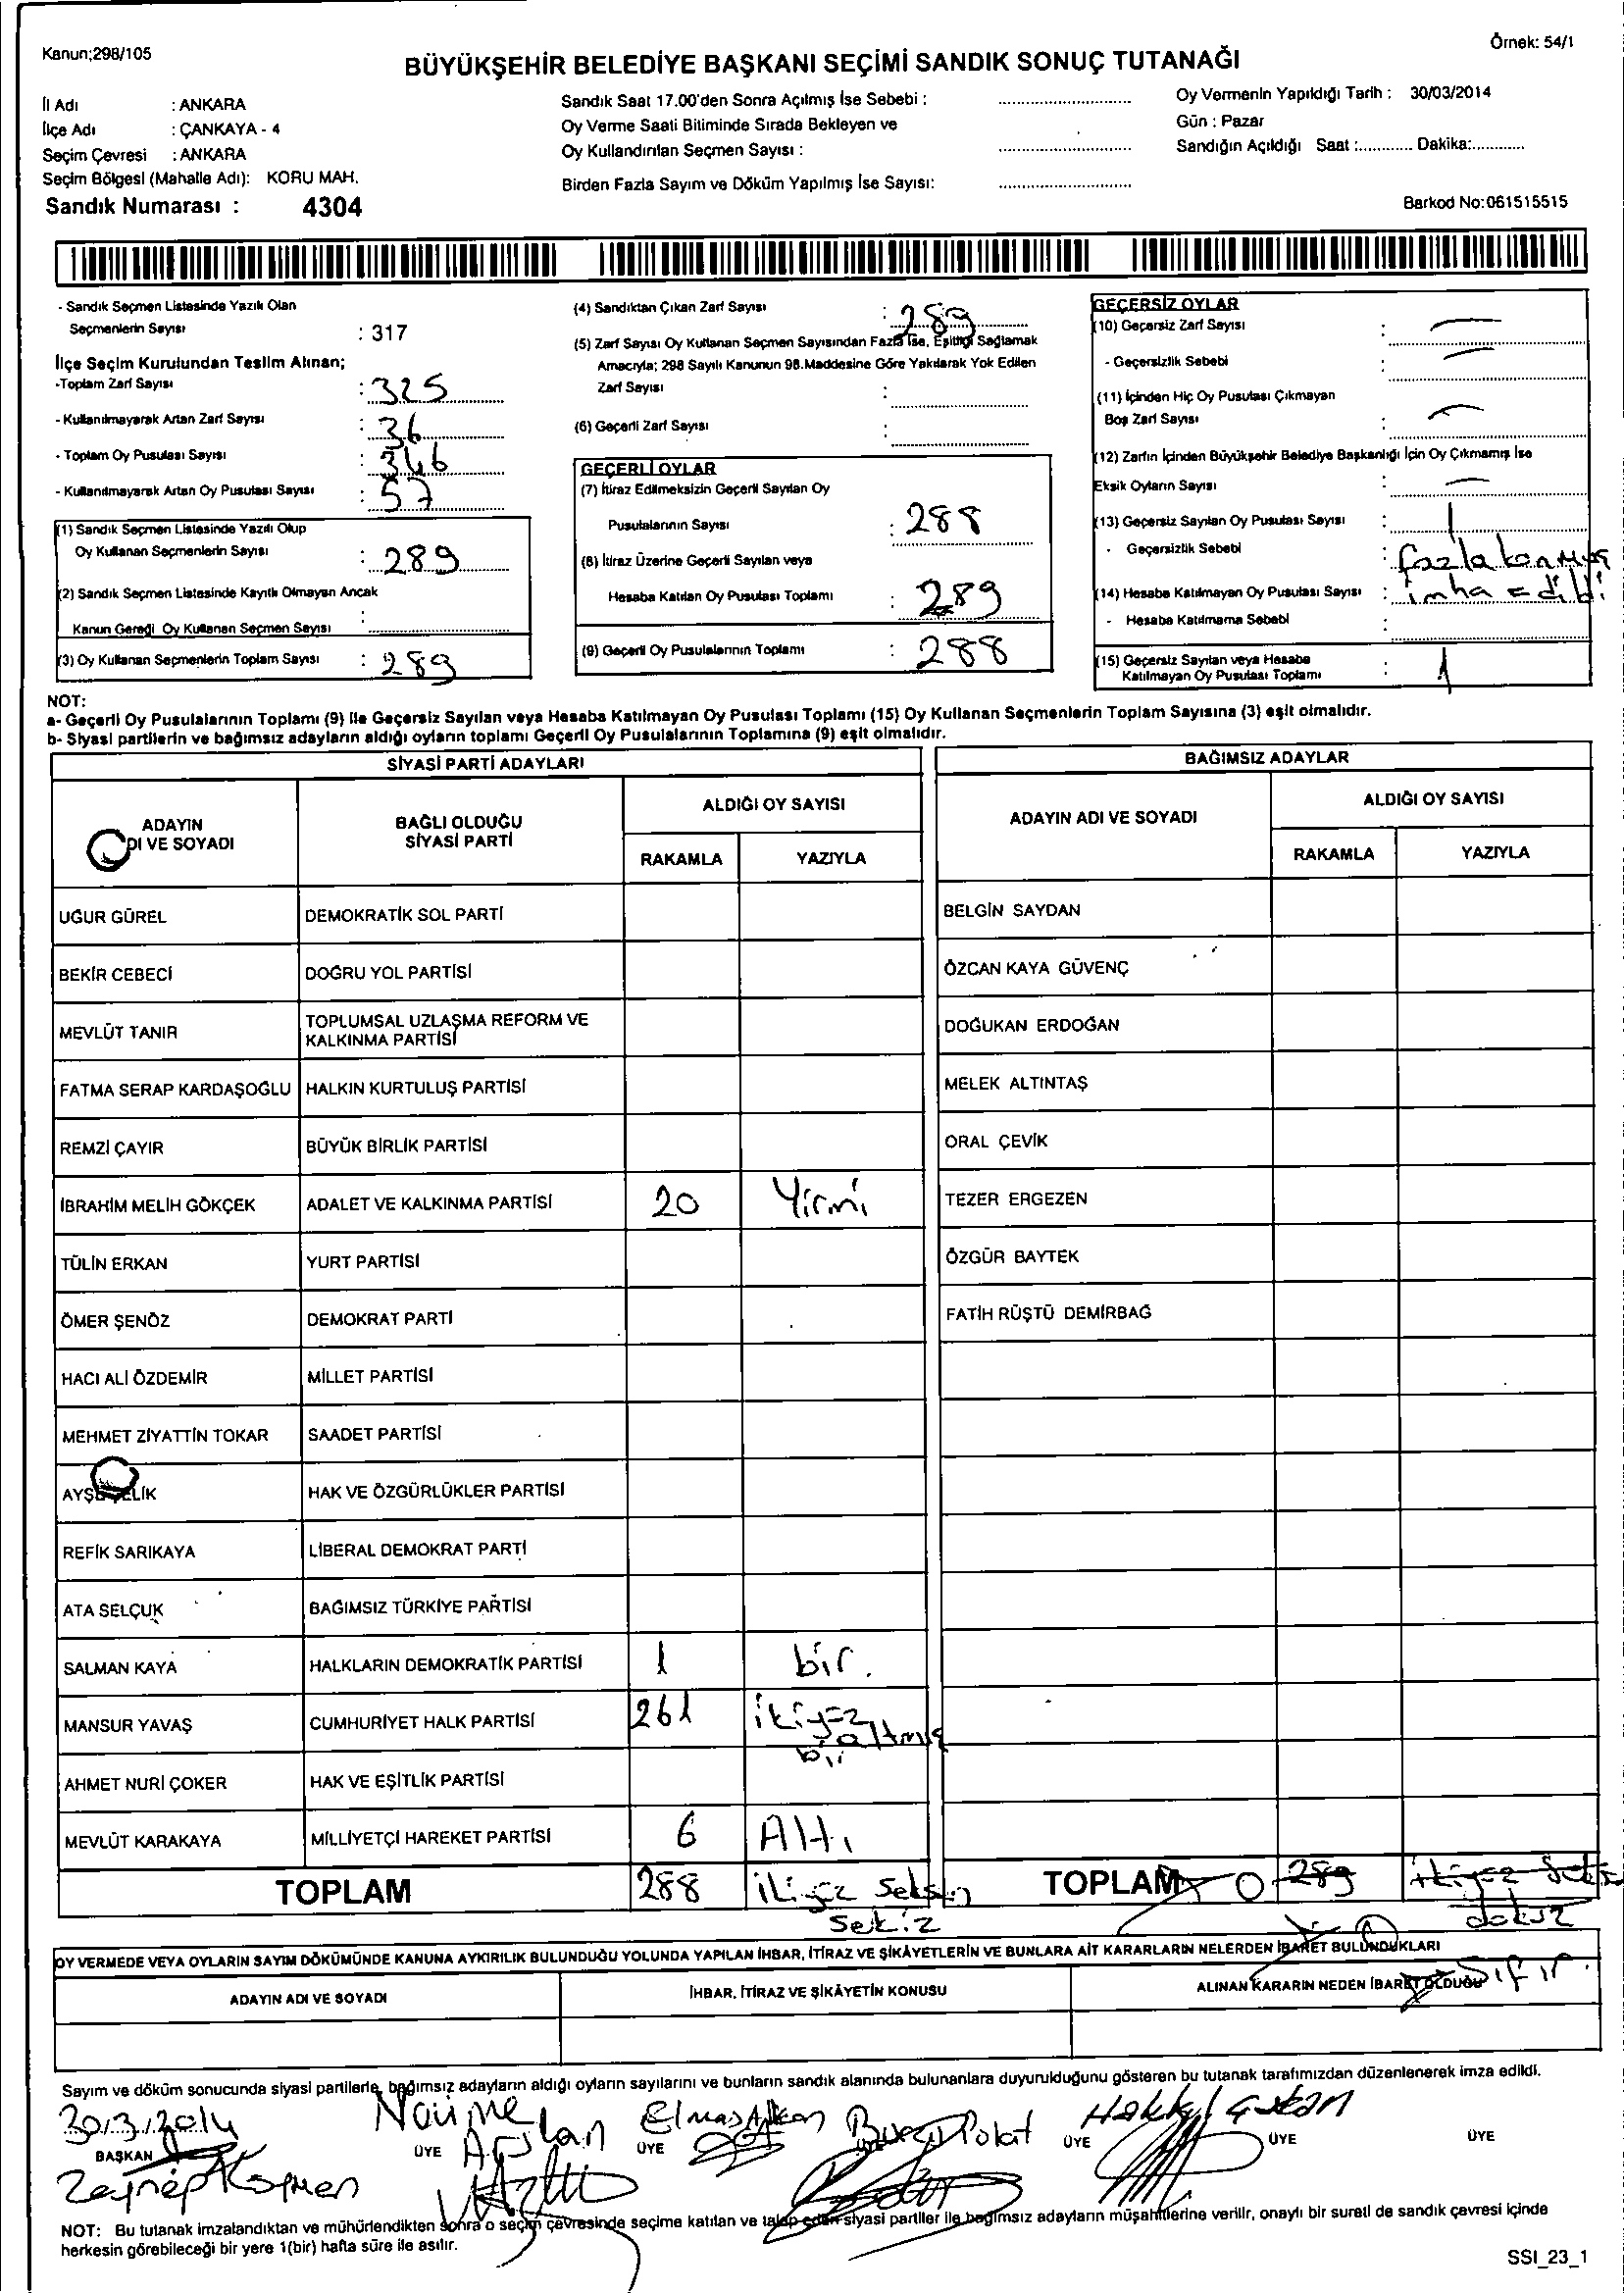 Kanun;298/105
Örnek: 54/1
BÜYÜKŞEHİR BELEDİYE BAŞKANI SEÇİMİ SANDIK SONUÇ TUTANAĞI
İl Adı : ANKARA
İlçe Adı : ÇANKAYA - 4
Seçim Çevresi : ANKARA
Seçim Bölgesi (Mahalle Adı): KORU MAH.
Sandık Numarası : 4304
Sandık Saat 17.00'den Sonra Açılmış İse Sebebi : ..............................
Oy Verme Saati Bitiminde Sırada Bekleyen ve
Oy Kullandırılan Seçmen Sayısı : ..............................
Birden Fazla Sayım ve Döküm Yapılmış İse Sayısı: ..............................
Oy Vermenin Yapıldığı Tarih : 30/03/2014
Gün : Pazar
Sandığın Açıldığı Saat :............ Dakika:............
Barkod No:061515515
- Sandık Seçmen Listesinde Yazılı Olan
Seçmenlerin Sayısı : 317
İlçe Seçim Kurulundan Teslim Alınan;
-Toplam Zarf Sayısı : 325
- Kullanılmayarak Artan Zarf Sayısı : 36
- Toplam Oy Pusulası Sayısı : 346
- Kullanılmayarak Artan Oy Pusulası Sayısı : 57
(1) Sandık Seçmen Listesinde Yazılı Olup
Oy Kullanan Seçmenlerin Sayısı : 289
(2) Sandık Seçmen Listesinde Kayıtlı Olmayan Ancak
Kanun Gereği Oy Kullanan Seçmen Sayısı :
(3) Oy Kullanan Seçmenlerin Toplam Sayısı : 289
(4) Sandıktan Çıkan Zarf Sayısı : 289
(5) Zarf Sayısı Oy Kullanan Seçmen Sayısından Fazla İse, Eşitliği Sağlamak
Amacıyla; 298 Sayılı Kanunun 98.Maddesine Göre Yakılarak Yok Edilen
Zarf Sayısı :
(6) Geçerli Zarf Sayısı :
GEÇERLİ OYLAR
(7) İtiraz Edilmeksizin Geçerli Sayılan Oy
Pusulalarının Sayısı : 288
(8) İtiraz Üzerine Geçerli Sayılan veya
Hesaba Katılan Oy Pusulası Toplamı : 289
(9) Geçerli Oy Pusulalarının Toplamı : 288
GEÇERSİZ OYLAR
(10) Geçersiz Zarf Sayısı : —
- Geçersizlik Sebebi : —
(11) İçinden Hiç Oy Pusulası Çıkmayan
Boş Zarf Sayısı : —
(12) Zarfın İçinden Büyükşehir Belediye Başkanlığı İçin Oy Çıkmamış İse
Eksik Oyların Sayısı : —
(13) Geçersiz Sayılan Oy Pusulası Sayısı : 1
- Geçersizlik Sebebi : fazla konmuş
(14) Hesaba Katılmayan Oy Pusulası Sayısı : imha edildi
- Hesaba Katılmama Sebebi :
(15) Geçersiz Sayılan veya Hesaba
Katılmayan Oy Pusulası Toplamı : 1
NOT:
a- Geçerli Oy Pusulalarının Toplamı (9) ile Geçersiz Sayılan veya Hesaba Katılmayan Oy Pusulası Toplamı (15) Oy Kullanan Seçmenlerin Toplam Sayısına (3) eşit olmalıdır.
b- Siyasi partilerin ve bağımsız adayların aldığı oyların toplamı Geçerli Oy Pusulalarının Toplamına (9) eşit olmalıdır.
SİYASİ PARTİ ADAYLARI
ADAYIN
DI VE SOYADI
BAĞLI OLDUĞU
SİYASİ PARTİ
ALDIĞI OY SAYISI
RAKAMLA YAZIYLA
UĞUR GÜREL DEMOKRATİK SOL PARTİ
BEKİR CEBECİ DOĞRU YOL PARTİSİ
MEVLÜT TANIR TOPLUMSAL UZLAŞMA REFORM VE
KALKINMA PARTİSİ
FATMA SERAP KARDAŞOĞLU HALKIN KURTULUŞ PARTİSİ
REMZİ ÇAYIR BÜYÜK BİRLİK PARTİSİ
İBRAHİM MELİH GÖKÇEK ADALET VE KALKINMA PARTİSİ 20 Yirmi
TÜLİN ERKAN YURT PARTİSİ
ÖMER ŞENÖZ DEMOKRAT PARTİ
HACI ALİ ÖZDEMİR MİLLET PARTİSİ
MEHMET ZİYATTİN TOKAR SAADET PARTİSİ
AYŞE ÇELİK HAK VE ÖZGÜRLÜKLER PARTİSİ
REFİK SARIKAYA LİBERAL DEMOKRAT PARTİ
ATA SELÇUK BAĞIMSIZ TÜRKİYE PARTİSİ
SALMAN KAYA HALKLARIN DEMOKRATİK PARTİSİ 1 bir.
MANSUR YAVAŞ CUMHURİYET HALK PARTİSİ 261 ikiyüz
altmış
bir
AHMET NURİ ÇOKER HAK VE EŞİTLİK PARTİSİ
MEVLÜT KARAKAYA MİLLİYETÇİ HAREKET PARTİSİ 6 Altı
TOPLAM 288 ikiyüz Seksen
sekiz
BAĞIMSIZ ADAYLAR
ADAYIN ADI VE SOYADI
ALDIĞI OY SAYISI
RAKAMLA YAZIYLA
BELGİN SAYDAN
ÖZCAN KAYA GÜVENÇ
DOĞUKAN ERDOĞAN
MELEK ALTINTAŞ
ORAL ÇEVİK
TEZER ERGEZEN
ÖZGÜR BAYTEK
FATİH RÜŞTÜ DEMİRBAĞ
TOPLAM 0 289 ikiyüz Seksen
dokuz
Sıfır.
OY VERMEDE VEYA OYLARIN SAYIM DÖKÜMÜNDE KANUNA AYKIRILIK BULUNDUĞU YOLUNDA YAPILAN İHBAR, İTİRAZ VE ŞİKÂYETLERİN VE BUNLARA AİT KARARLARIN NELERDEN İBARET BULUNDUKLARI
ADAYIN ADI VE SOYADI İHBAR, İTİRAZ VE ŞİKÂYETİN KONUSU ALINAN KARARIN NEDEN İBARET OLDUĞU
Sayım ve döküm sonucunda siyasi partilerle, bağımsız adayların aldığı oyların sayılarını ve bunların sandık alanında bulunanlara duyurulduğunu gösteren bu tutanak tarafımızdan düzenlenerek imza edildi.
30/3/2014
BAŞKAN ÜYE ÜYE ÜYE ÜYE ÜYE
Zeynep
Naime Arslan
Elmas
Burcu Polat
Hakkı
NOT: Bu tutanak imzalandıktan ve mühürlendikten sonra o seçim çevresinde seçime katılan ve talep eden siyasi partiler ile bağımsız adayların müşahitlerine verilir, onaylı bir sureti de sandık çevresi içinde
herkesin görebileceği bir yere 1(bir) hafta süre ile asılır.
SSI_23_1